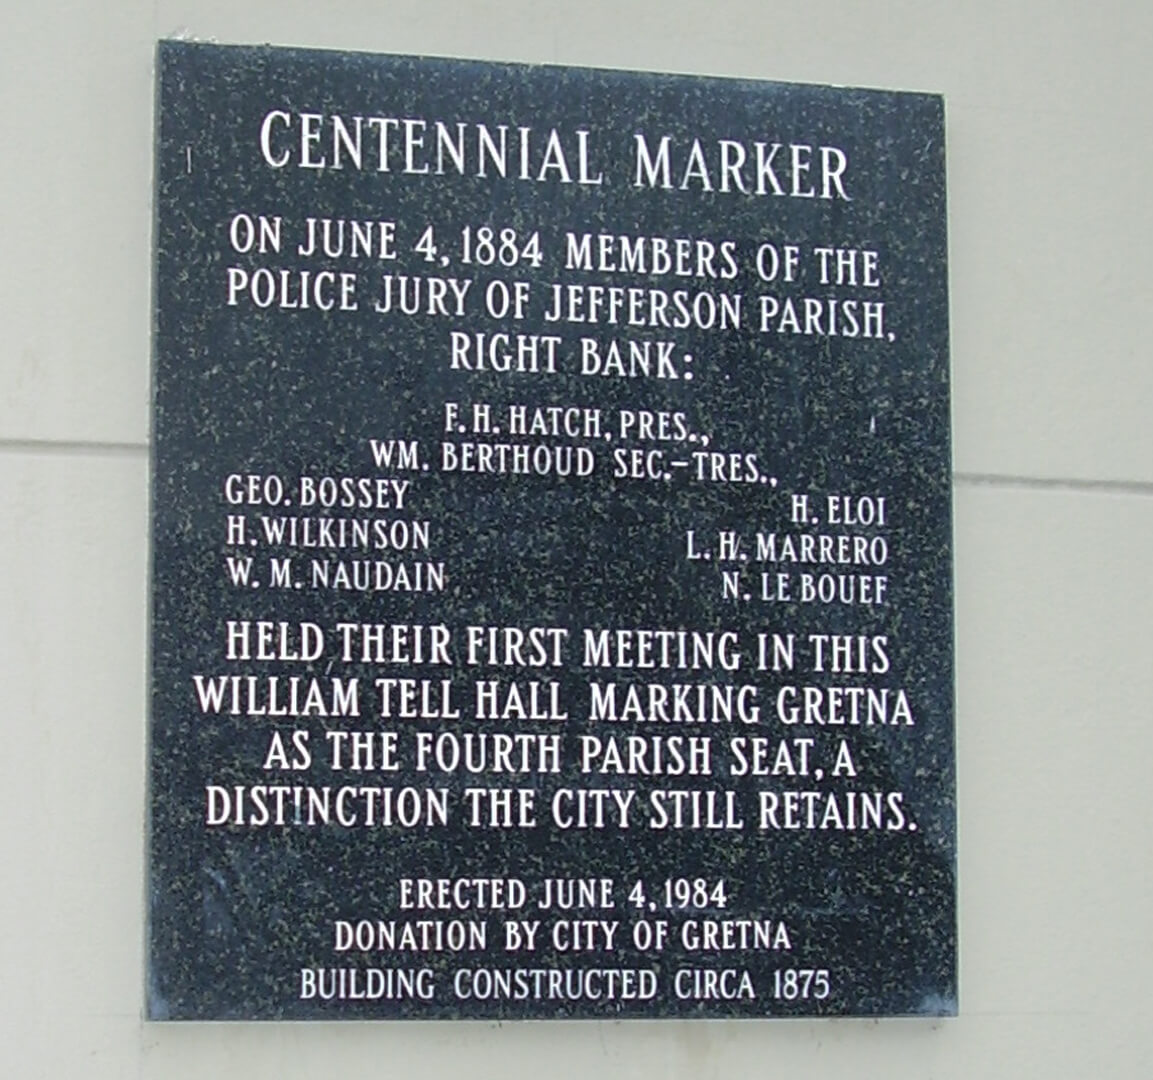 CENTENNIAL MARKER
ON JUNE 4, 1884 MEMBERS OF THE
POLICE JURY OF JEFFERSON PARISH,
RIGHT BANK:
F. H. HATCH, PRES.,
WM. BERTHOUD SEC.-TRES.,
GEO. BOSSEY H. ELOI
H. WILKINSON L. H. MARRERO
W. M. NAUDAIN N. LE BOUEF
HELD THEIR FIRST MEETING IN THIS
WILLIAM TELL HALL MARKING GRETNA
AS THE FOURTH PARISH SEAT, A
DISTINCTION THE CITY STILL RETAINS.
ERECTED JUNE 4, 1984
DONATION BY CITY OF GRETNA
BUILDING CONSTRUCTED CIRCA 1875